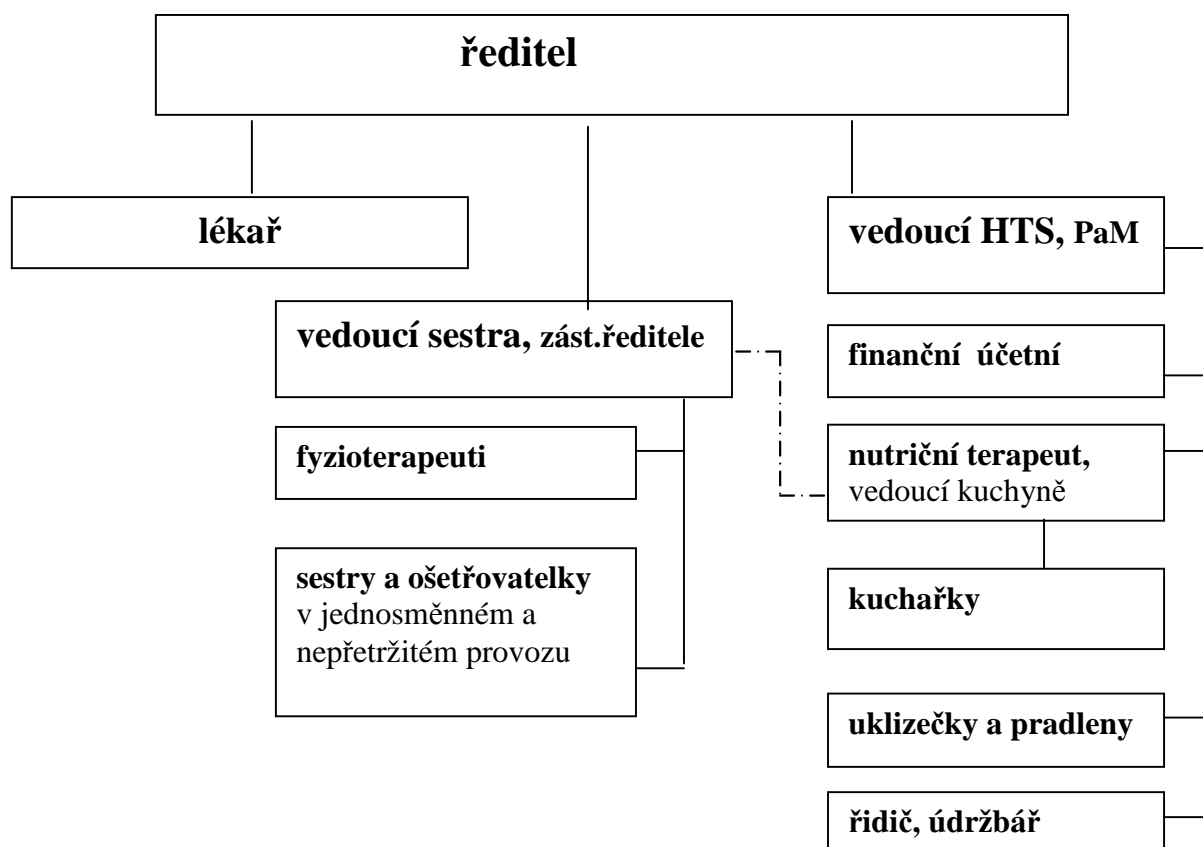 ředitel
lékař
vedoucí HTS, PaM
vedoucí sestra, zást.ředitele
finanční účetní
fyzioterapeuti
nutriční terapeut,
vedoucí kuchyně
sestry a ošetřovatelky
v jednosměnném a
nepřetržitém provozu
kuchařky
uklizečky a pradleny
řidič, údržbář